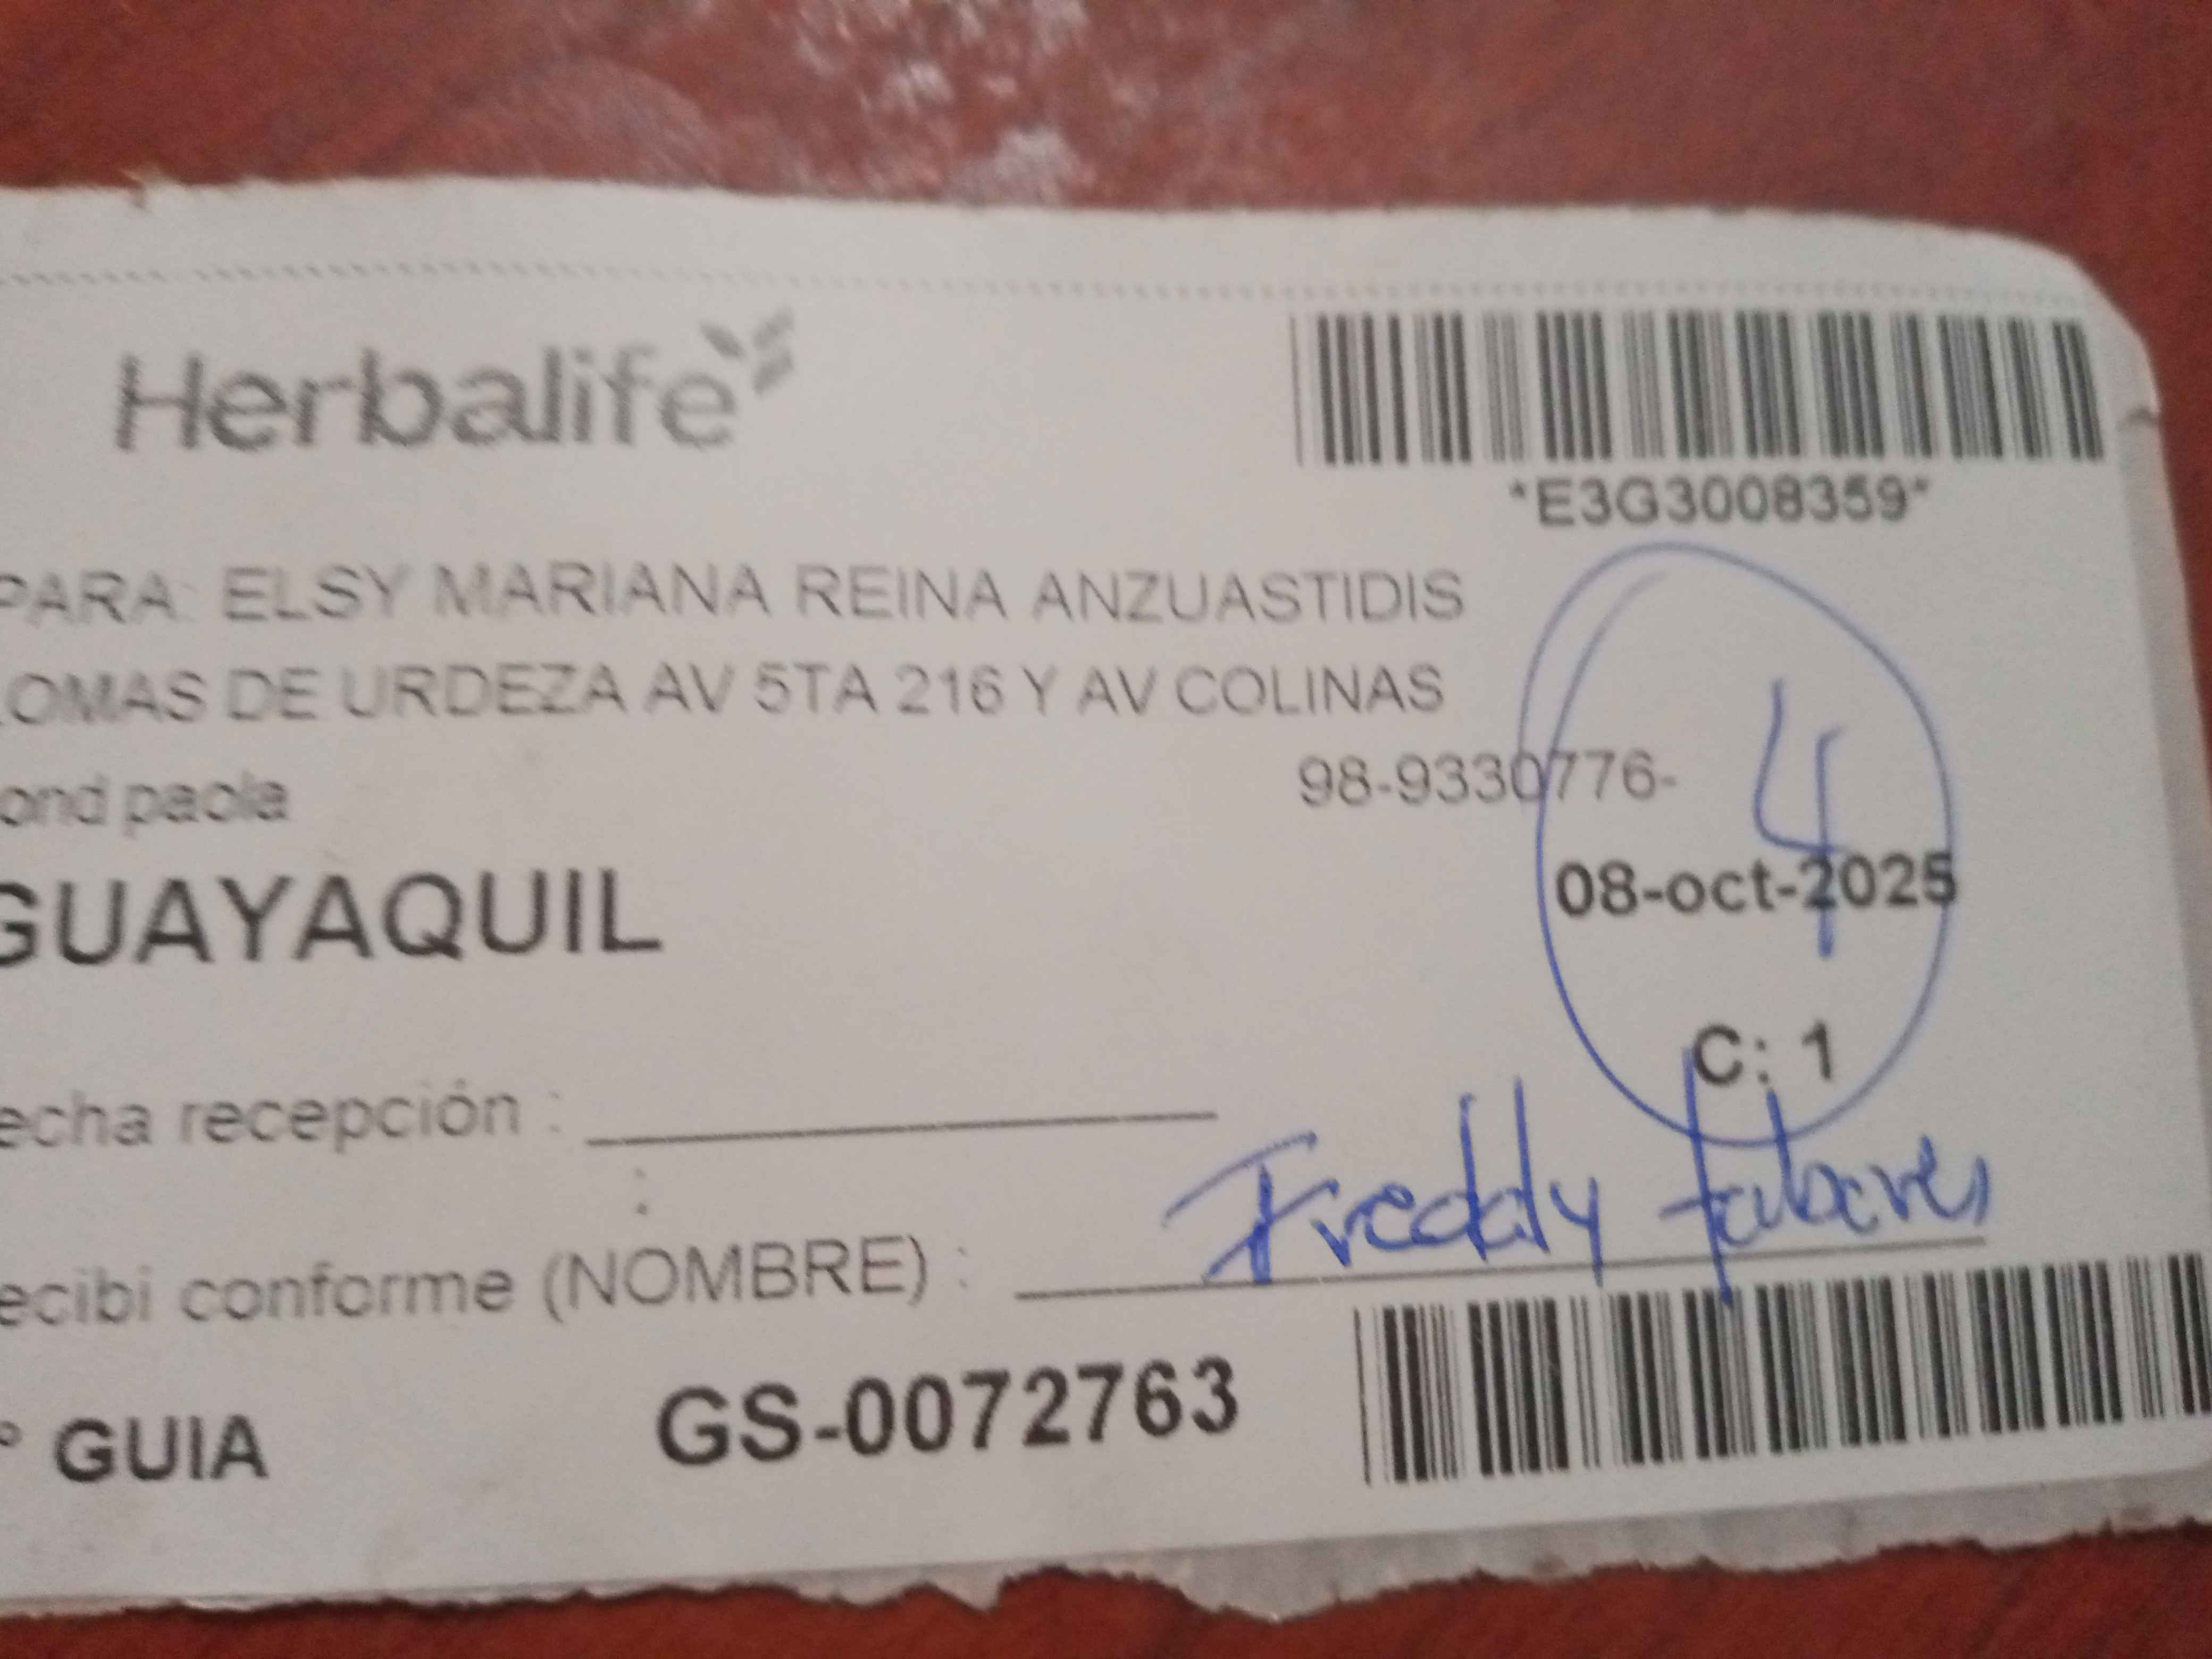 Herbalife
*E3G3008359*
PARA: ELSY MARIANA REINA ANZUASTIDIS
LOMAS DE URDEZA AV 5TA 216 Y AV COLINAS
ond paola 98-9330776-
4
GUAYAQUIL 08-oct-2025
C: 1
echa recepción :
:
ecibi conforme (NOMBRE) : Freddy
° GUIA GS-0072763